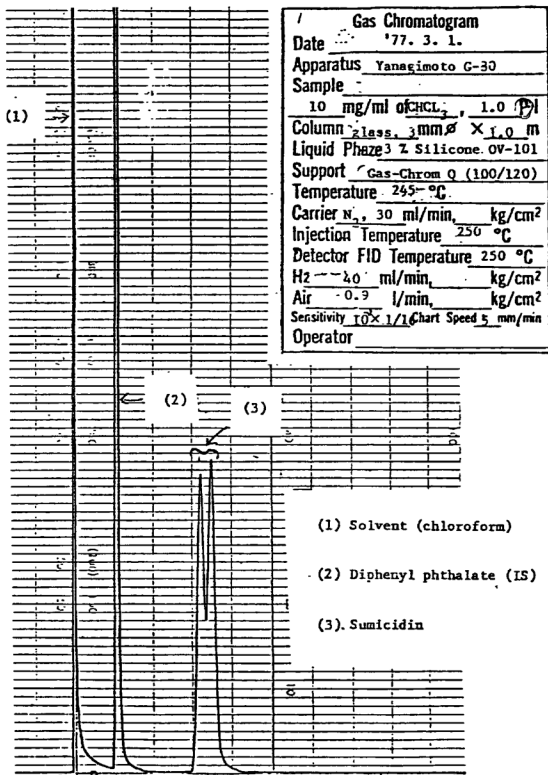 Gas Chromatogram
Date '77. 3. 1.
Apparatus Yanagimoto G-30
Sample
10 mg/ml of CHCL3, 1.0 μl
Column glass, 3 mmø × 1.0 m
Liquid Phaze 3 % Silicone OV-101
Support Gas-Chrom Q (100/120)
Temperature 245 °C
Carrier N2, 30 ml/min, kg/cm²
Injection Temperature 250 °C
Detector FID Temperature 250 °C
H2 40 ml/min, kg/cm²
Air 0.9 l/min, kg/cm²
Sensitivity 10³ × 1/16 Chart Speed 5 mm/min
Operator
(1)
(2)
(3)
(1) Solvent (chloroform)
(2) Diphenyl phthalate (IS)
(3). Sumicidin